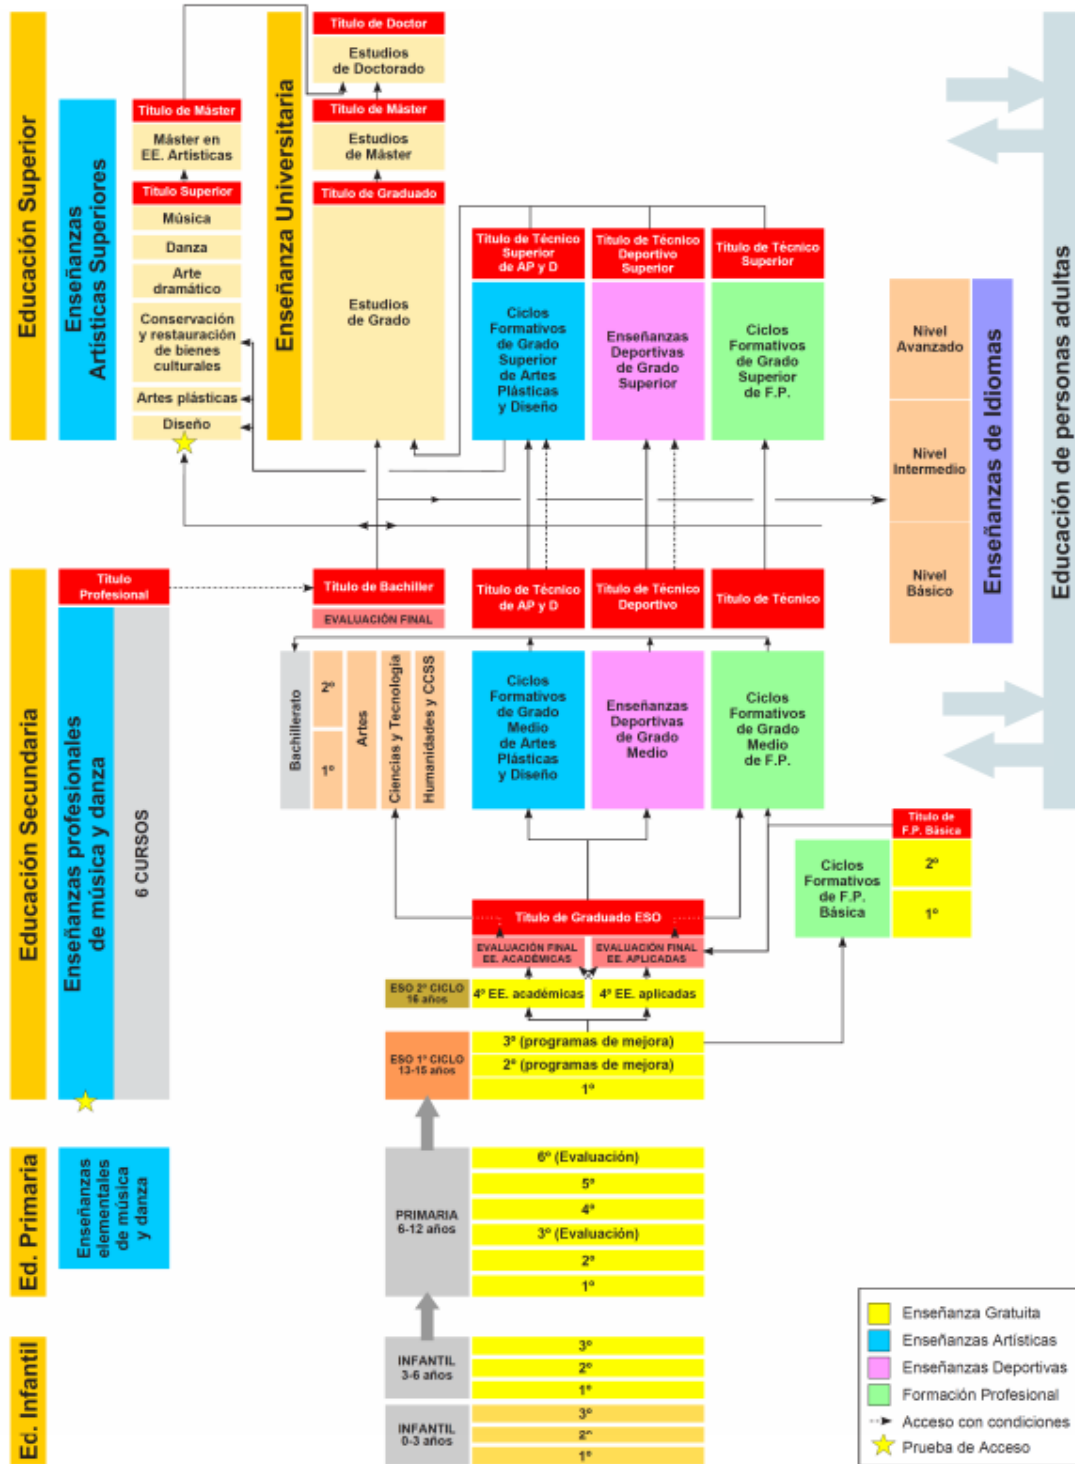 Educación Superior
Enseñanzas
Artísticas Superiores
Título de Máster
Máster en
EE. Artísticas
Título Superior
Música
Danza
Arte
dramático
Conservación
y restauración
de bienes
culturales
Artes plásticas
Diseño
Enseñanza Universitaria
Título de Doctor
Estudios
de Doctorado
Título de Máster
Estudios
de Máster
Título de Graduado
Estudios
de Grado
Título de Técnico
Superior
de AP y D
Ciclos
Formativos
de Grado
Superior
de Artes
Plásticas
y Diseño
Título de Técnico
Deportivo
Superior
Enseñanzas
Deportivas
de Grado
Superior
Título de Técnico
Superior
Ciclos
Formativos
de Grado
Superior
de F.P.
Nivel
Avanzado
Nivel
Intermedio
Nivel
Básico
Enseñanzas de Idiomas
Educación de personas adultas
Educación Secundaria
Título
Profesional
Enseñanzas profesionales
de música y danza
6 CURSOS
Título de Bachiller
EVALUACIÓN FINAL
Bachillerato
2º
1º
Artes
Ciencias y Tecnología
Humanidades y CCSS
Título de Técnico
de AP y D
Ciclos
Formativos
de Grado
Medio
de Artes
Plásticas
y Diseño
Título de Técnico
Deportivo
Enseñanzas
Deportivas
de Grado
Medio
Título de Técnico
Ciclos
Formativos
de Grado
Medio
de F.P.
Título de
F.P. Básica
Ciclos
Formativos
de F.P.
Básica
2º
1º
Título de Graduado ESO
EVALUACIÓN FINAL
EE. ACADÉMICAS
EVALUACIÓN FINAL
EE. APLICADAS
ESO 2º CICLO
16 años
4º EE. académicas
4º EE. aplicadas
ESO 1º CICLO
13-15 años
3º (programas de mejora)
2º (programas de mejora)
1º
Ed. Primaria
Enseñanzas
elementales
de música
y danza
PRIMARIA
6-12 años
6º (Evaluación)
5º
4º
3º (Evaluación)
2º
1º
Ed. Infantil
INFANTIL
3-6 años
3º
2º
1º
INFANTIL
0-3 años
3º
2º
1º
Enseñanza Gratuita
Enseñanzas Artísticas
Enseñanzas Deportivas
Formación Profesional
Acceso con condiciones
Prueba de Acceso